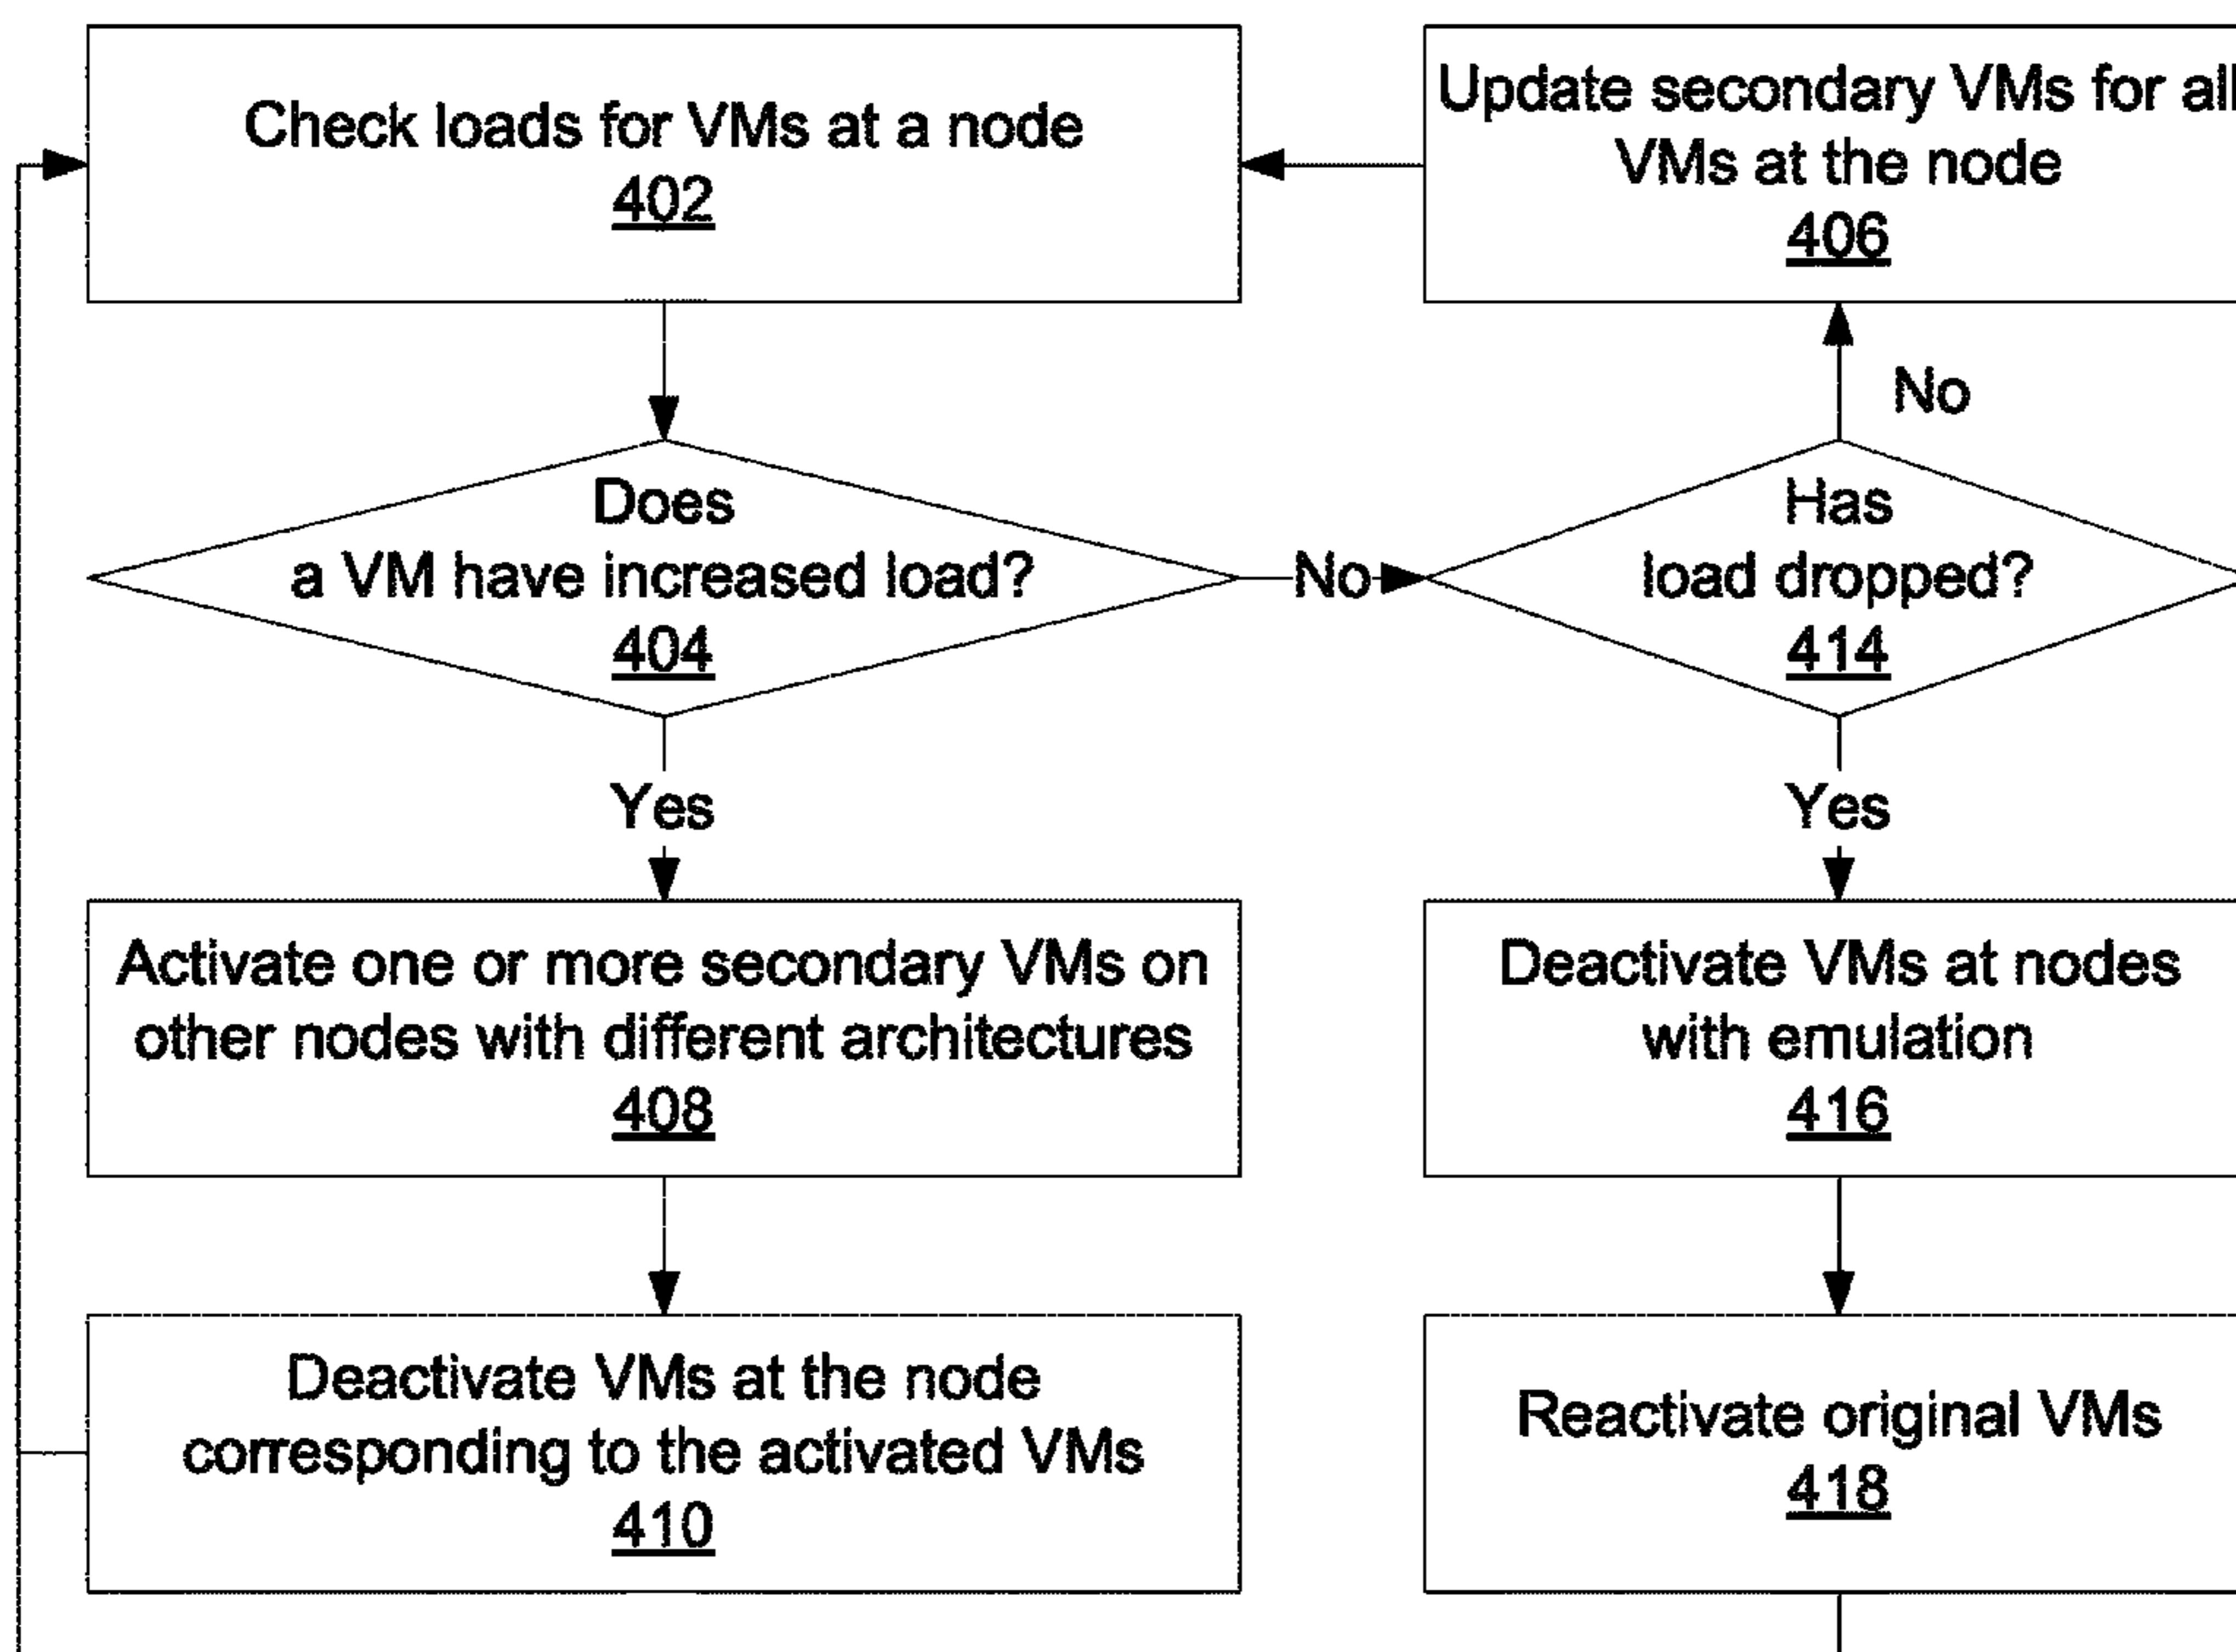 Check loads for VMs at a node
402
Update secondary VMs for all
VMs at the node
406
Does
a VM have increased load?
404
No
Has
load dropped?
414
No
Yes
Yes
Activate one or more secondary VMs on
other nodes with different architectures
408
Deactivate VMs at nodes
with emulation
416
Deactivate VMs at the node
corresponding to the activated VMs
410
Reactivate original VMs
418